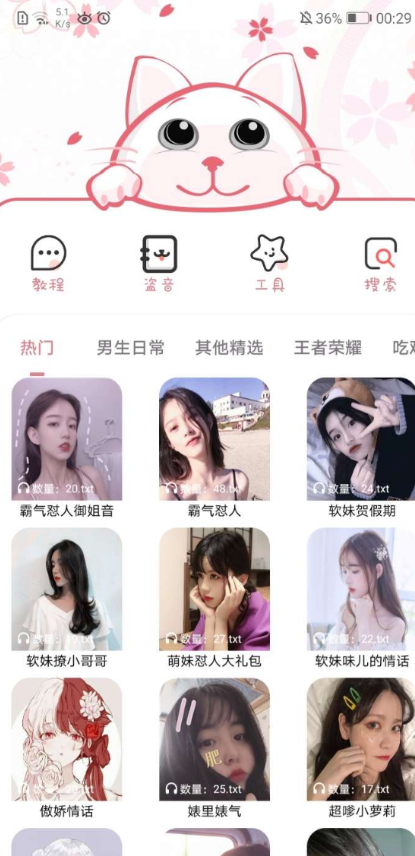 5.1
K/s
36%
00:29
教程 盗音 工具 搜索
热门 男生日常 其他精选 王者荣耀
数量：20.txt 数量：48.txt 数量：24.txt
霸气怼人御姐音 霸气怼人 软妹贺假期
数量： .txt 数量：27.txt 数量：22.txt
软妹撩小哥哥 萌妹怼人大礼包 软妹味儿的情话
肥
数量： .txt 数量：25.txt 数量：17.txt
傲娇情话 婊里婊气 超嗲小萝莉